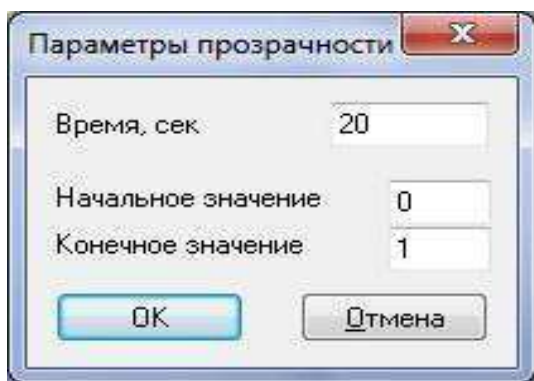 Параметры прозрачности
Время, сек 20
Начальное значение 0
Конечное значение 1
OK Отмена